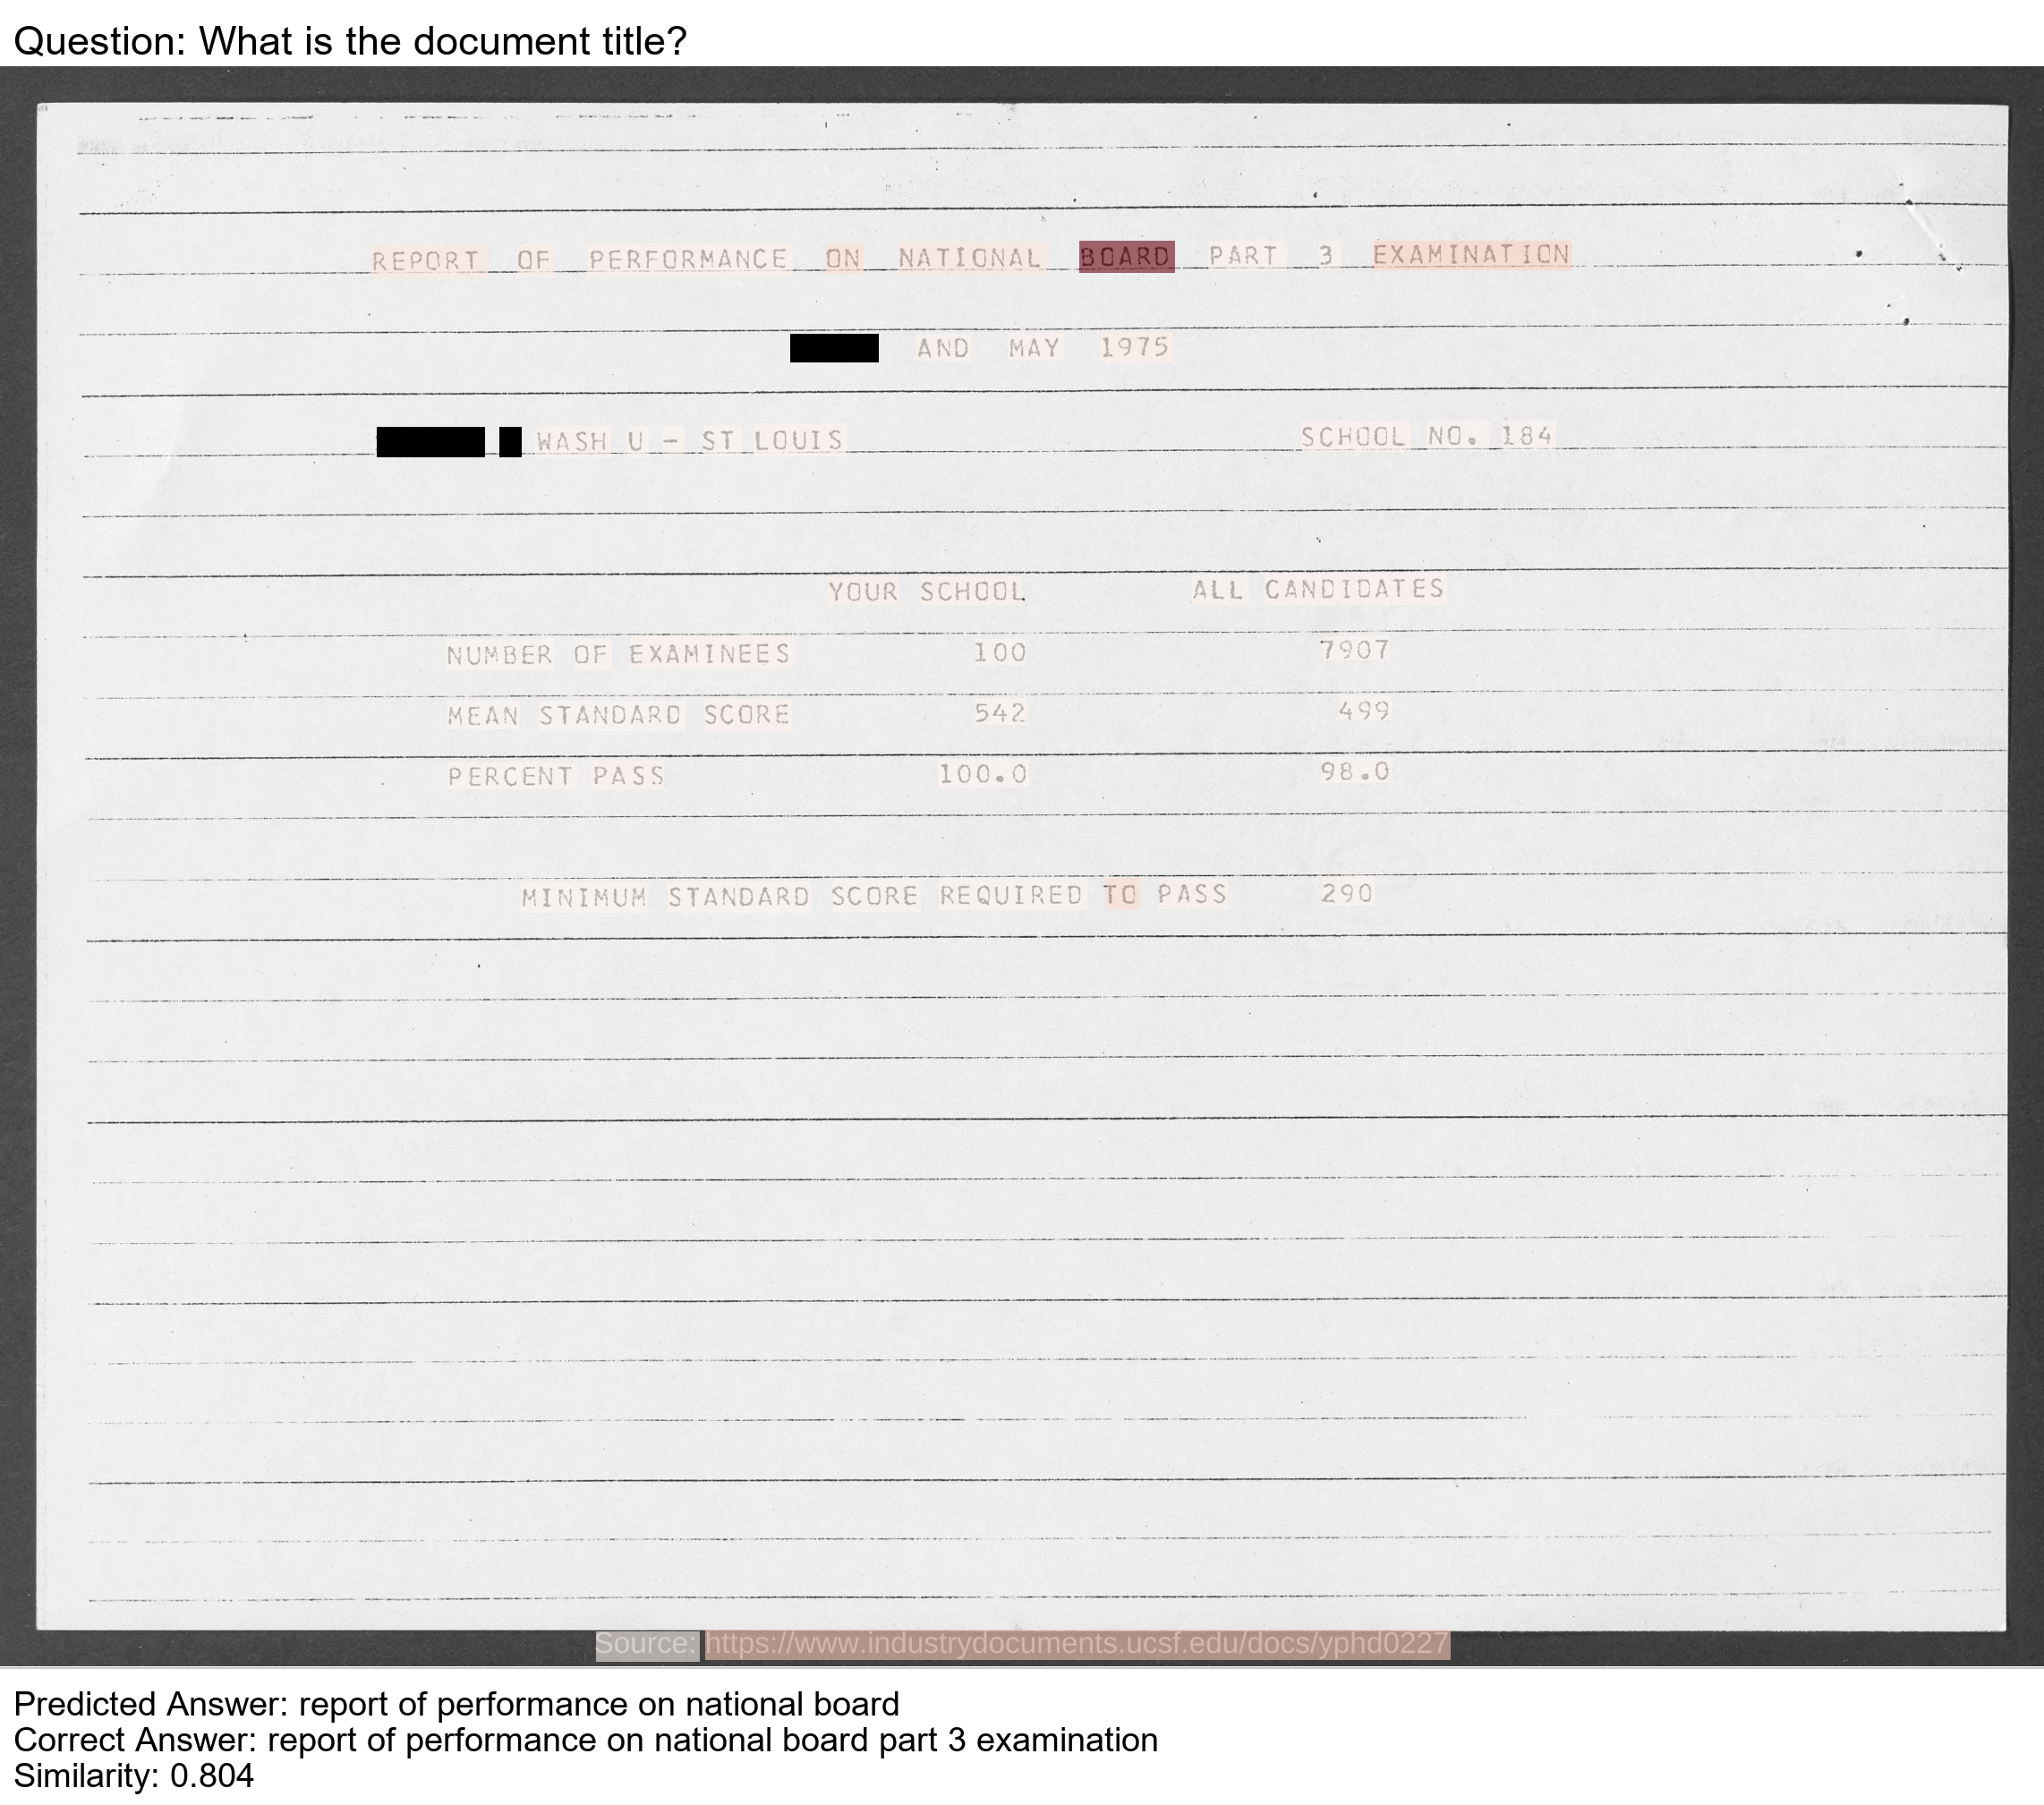 Question: What is the document title?
REPORT OF PERFORMANCE ON NATIONAL BOARD PART 3 EXAMINATION
AND MAY 1975
WASH U - ST LOUIS SCHOOL NO. 184
YOUR SCHOOL ALL CANDIDATES
NUMBER OF EXAMINEES 100 7907
MEAN STANDARD SCORE 542 499
PERCENT PASS 100.0 98.0
MINIMUM STANDARD SCORE REQUIRED TO PASS 290
Source: https://www.industrydocuments.ucsf.edu/docs/yphd0227
Predicted Answer: report of performance on national board
Correct Answer: report of performance on national board part 3 examination
Similarity: 0.804